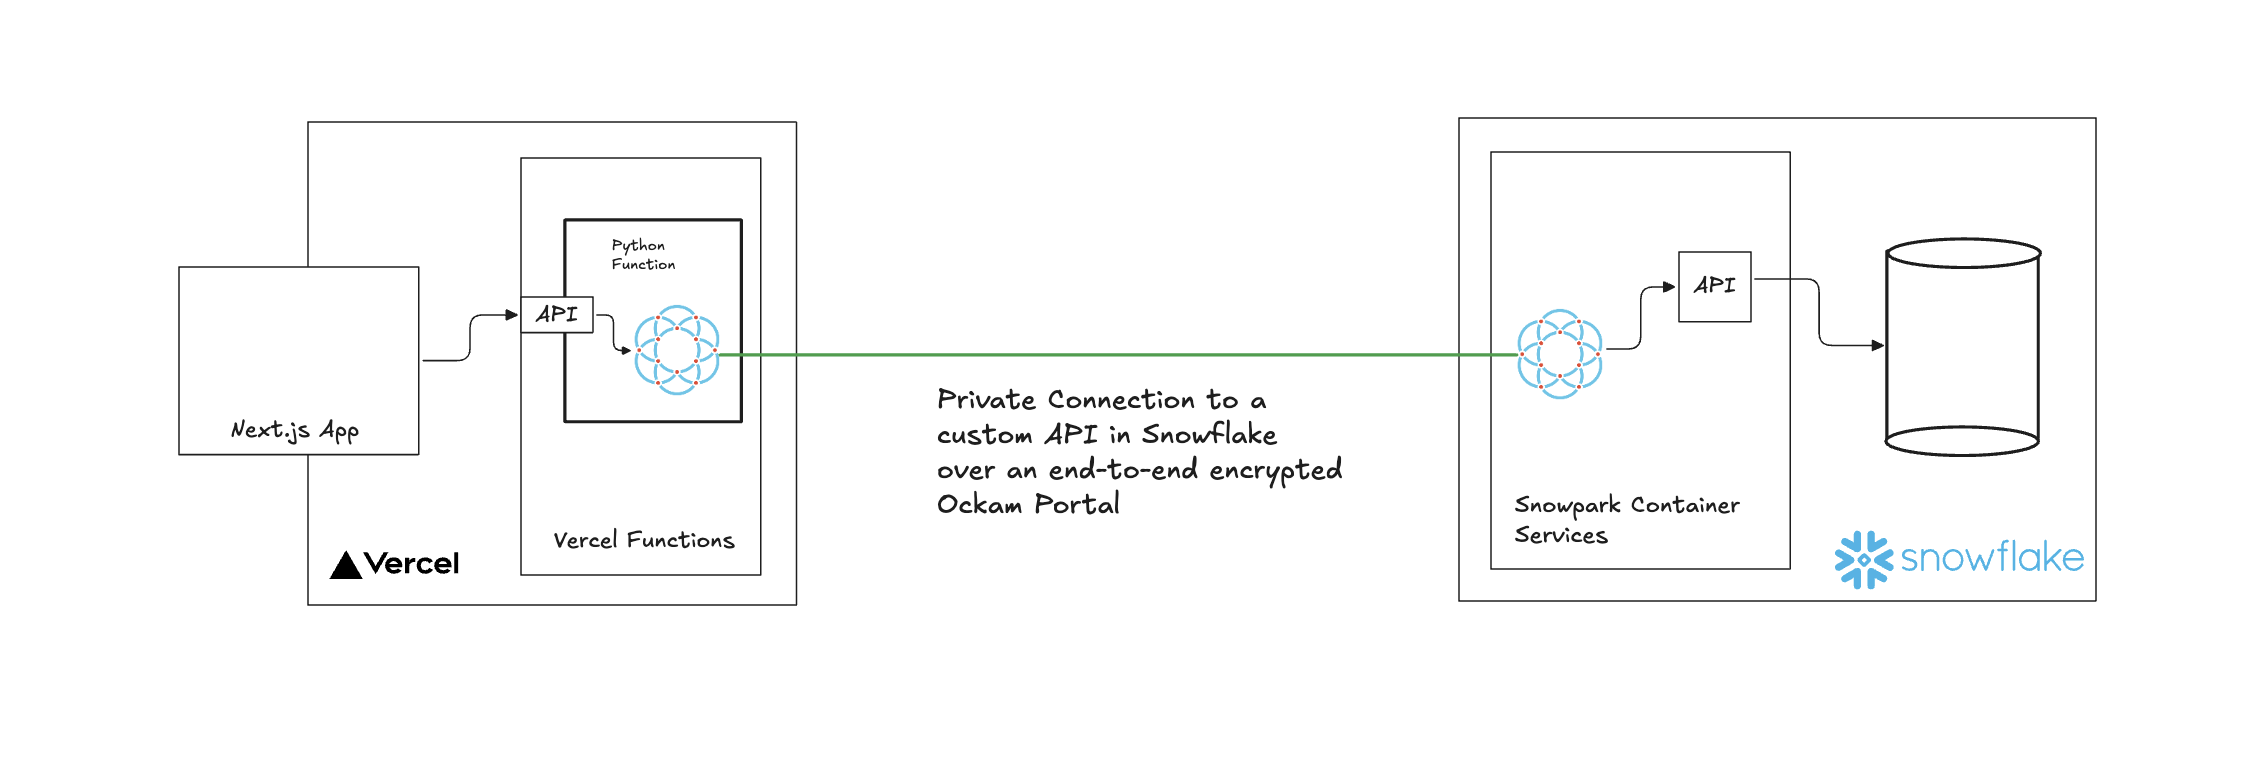 Python
Function
API
Next.js App
Vercel Functions
Vercel
Private Connection to a
custom API in Snowflake
over an end-to-end encrypted
Ockam Portal
API
Snowpark Container
Services
snowflake